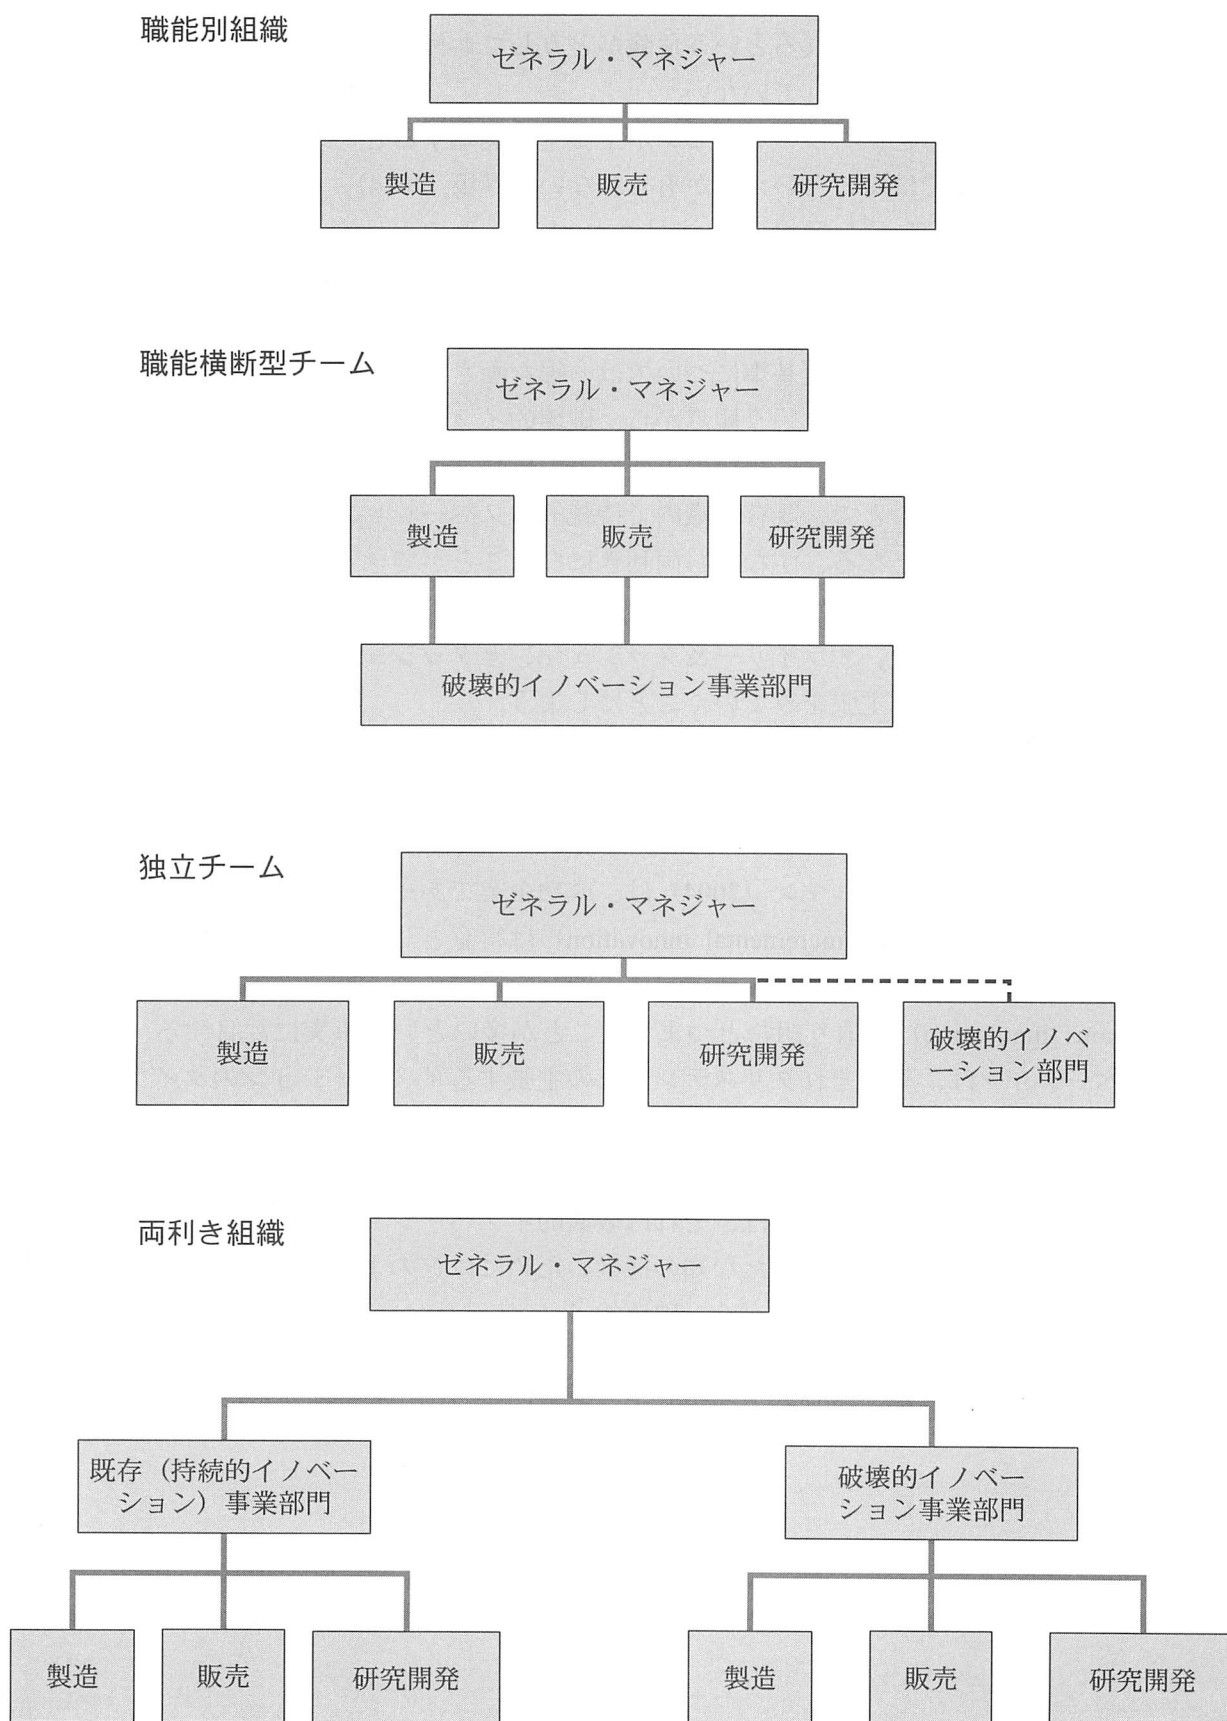 職能別組織
ゼネラル・マネジャー
製造
販売
研究開発
職能横断型チーム
ゼネラル・マネジャー
製造
販売
研究開発
破壊的イノベーション事業部門
独立チーム
ゼネラル・マネジャー
製造
販売
研究開発
破壊的イノベ
ーション部門
両利き組織
ゼネラル・マネジャー
既存（持続的イノベー
ション）事業部門
破壊的イノベー
ション事業部門
製造
販売
研究開発
製造
販売
研究開発